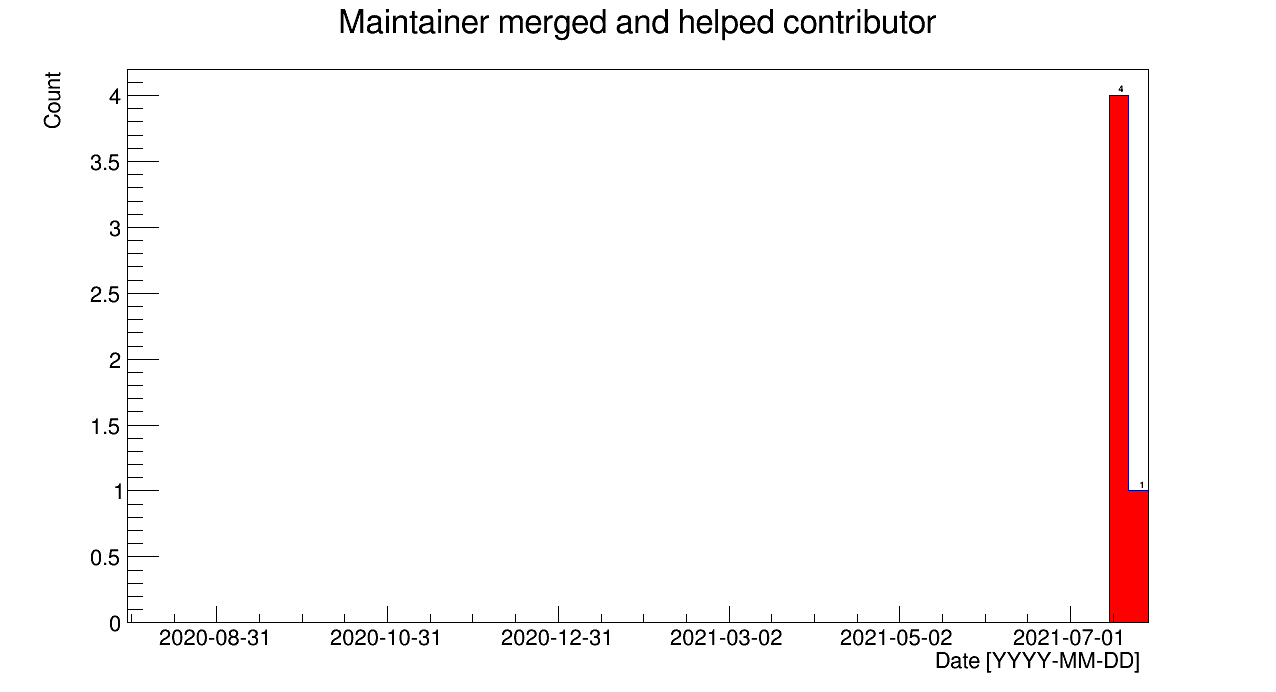 Maintainer merged and helped contributor
Count
4
3.5
3
2.5
2
1.5
1
0.5
0
4
1
2020-08-31 2020-10-31 2020-12-31 2021-03-02 2021-05-02 2021-07-01
Date [YYYY-MM-DD]